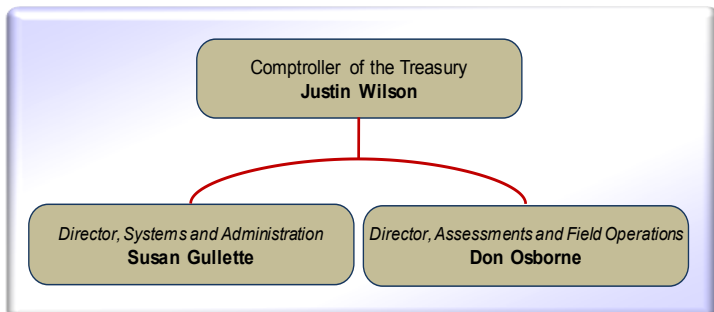 Comptroller of the Treasury
Justin Wilson
Director, Systems and Administration
Susan Gullette
Director, Assessments and Field Operations
Don Osborne